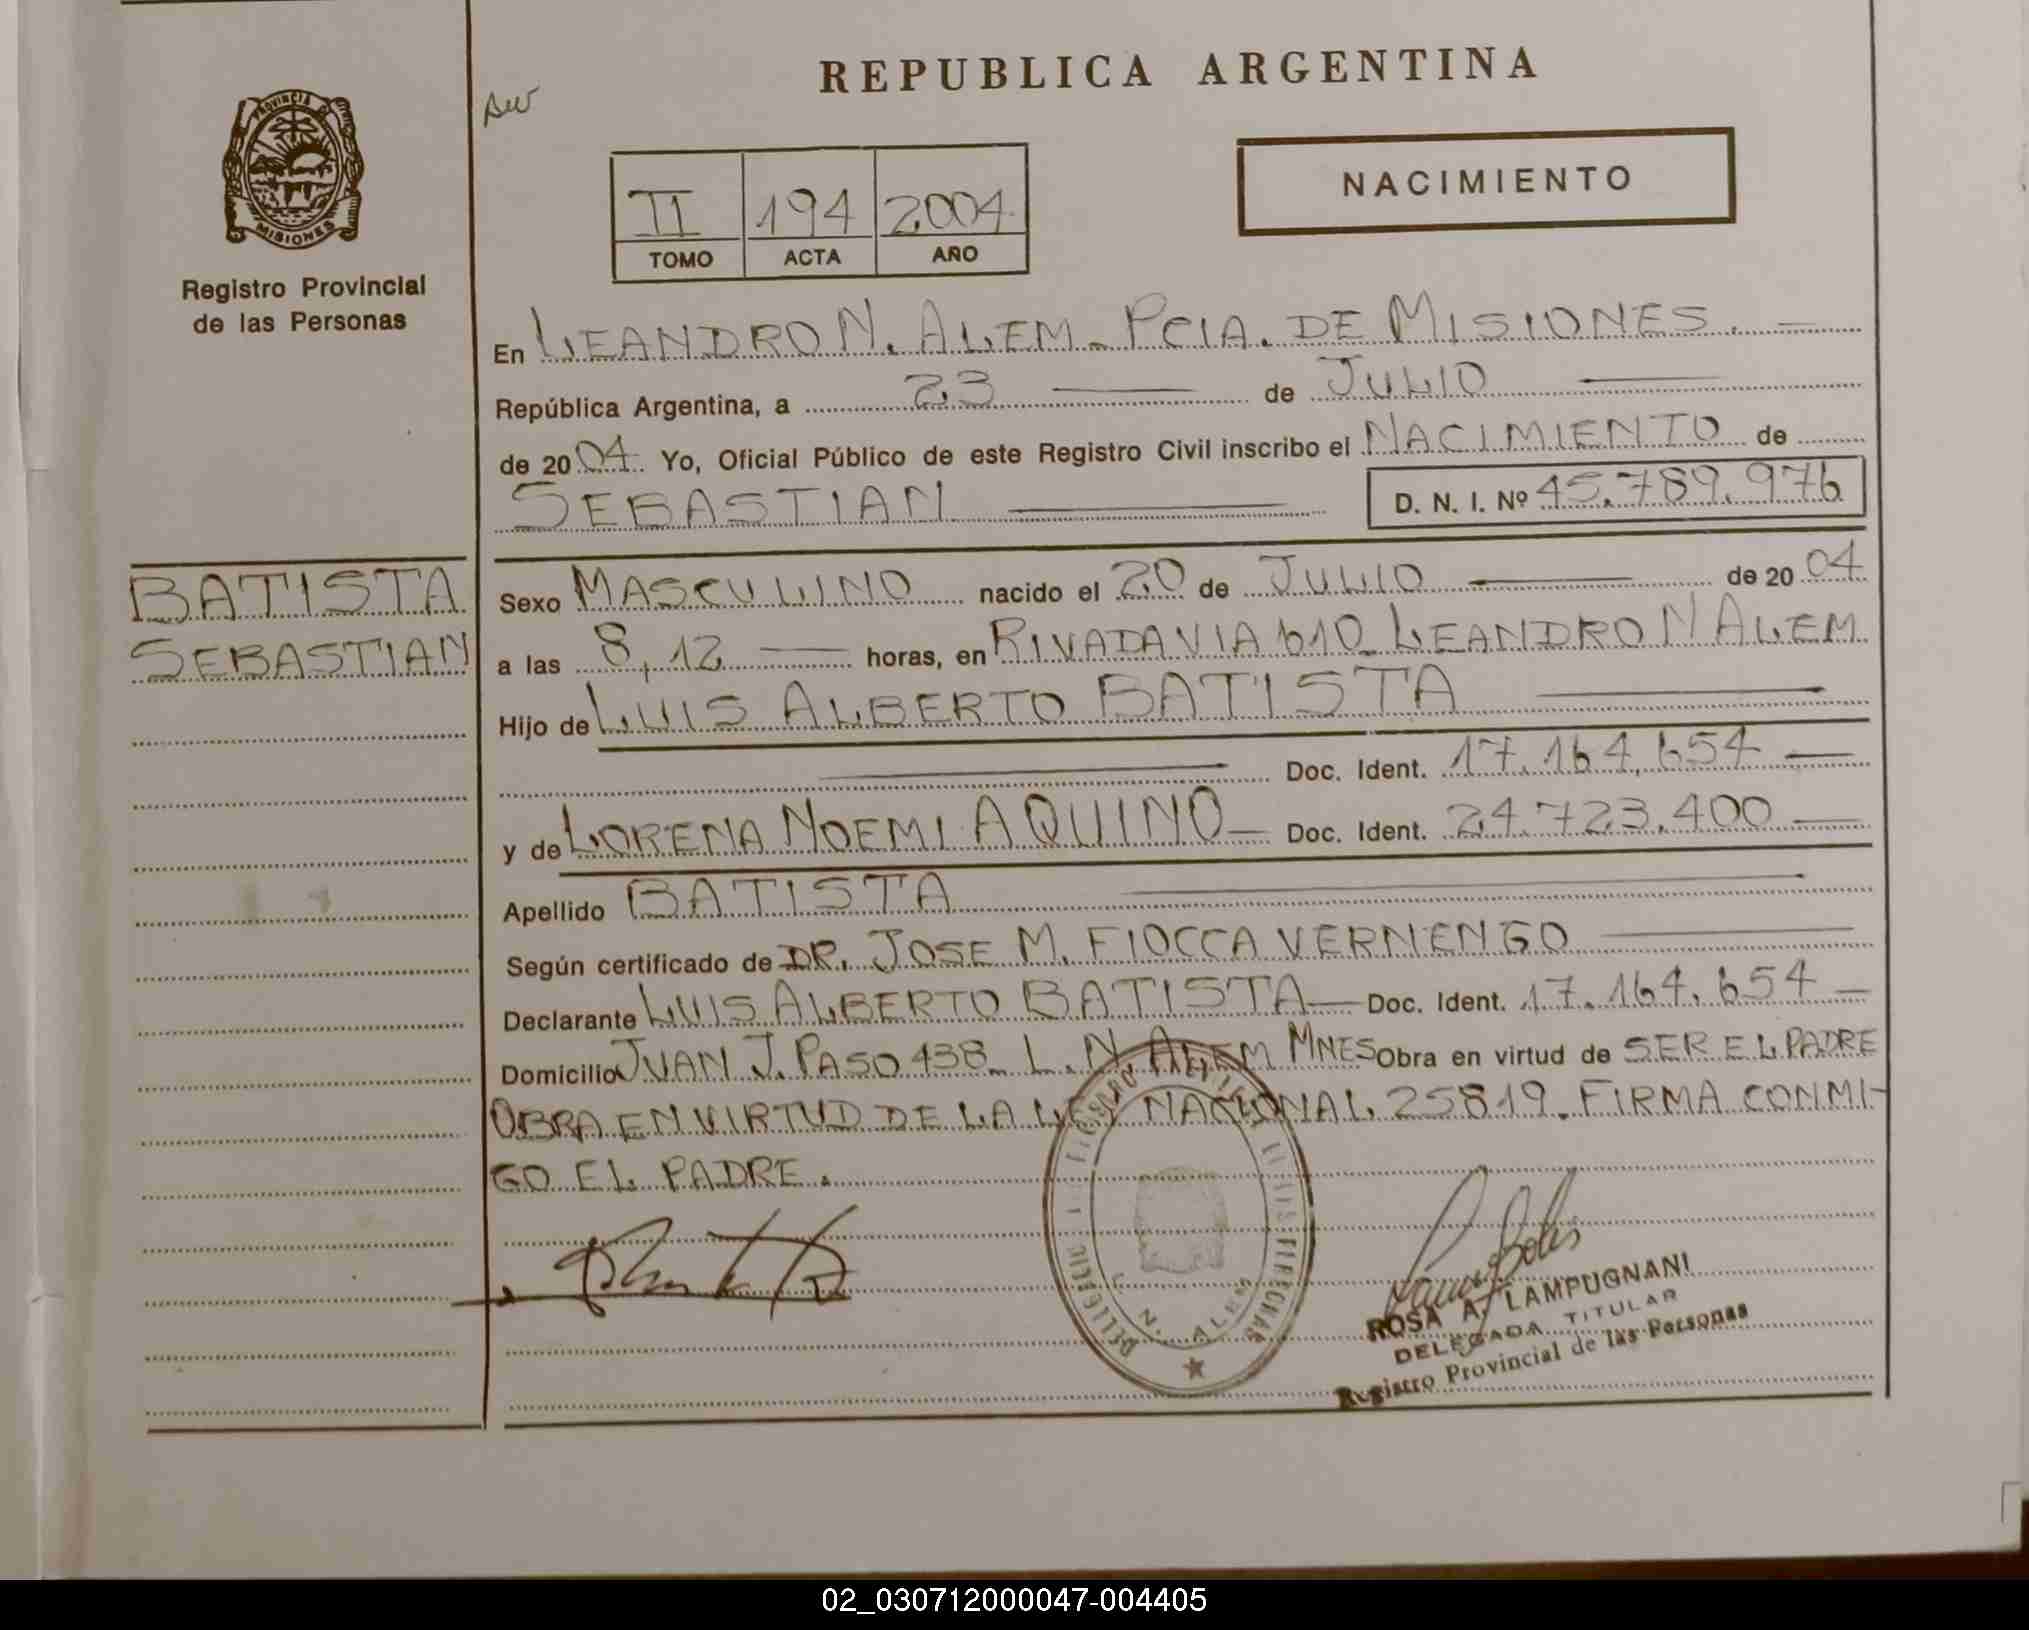 REPUBLICA ARGENTINA
PROVINCIA DE MISIONES
Registro Provincial
de las Personas
II 194 2004
TOMO ACTA AÑO
NACIMIENTO
En LEANDRO N. ALEM - PCIA. DE MISIONES.
República Argentina, a 23 de JULIO
de 2004 Yo, Oficial Público de este Registro Civil inscribo el NACIMIENTO de
SEBASTIAN D. N. I. Nº 45.789.976
BATISTA
SEBASTIAN
Sexo MASCULINO nacido el 20 de JULIO de 2004
a las 8,12 horas, en RIVADAVIA 610 - LEANDRO N ALEM
Hijo de LUIS ALBERTO BATISTA
Doc. Ident. 17.164.654
y de LORENA NOEMI AQUINO Doc. Ident. 24.723.400
Apellido BATISTA
Según certificado de DR. JOSE M. FIOCCA VERNENGO
Declarante LUIS ALBERTO BATISTA Doc. Ident. 17.164.654
Domicilio JUAN J. PASO 438 - L. N. ALEM MNES Obra en virtud de SER EL PADRE
OBRA EN VIRTUD DE LA LEY NACIONAL 25819. FIRMA CONMI-
GO EL PADRE.
L. N. ALEM
ROSA A. LAMPUGNANI
DELEGADA TITULAR
Registro Provincial de las Personas
02_030712000047-004405